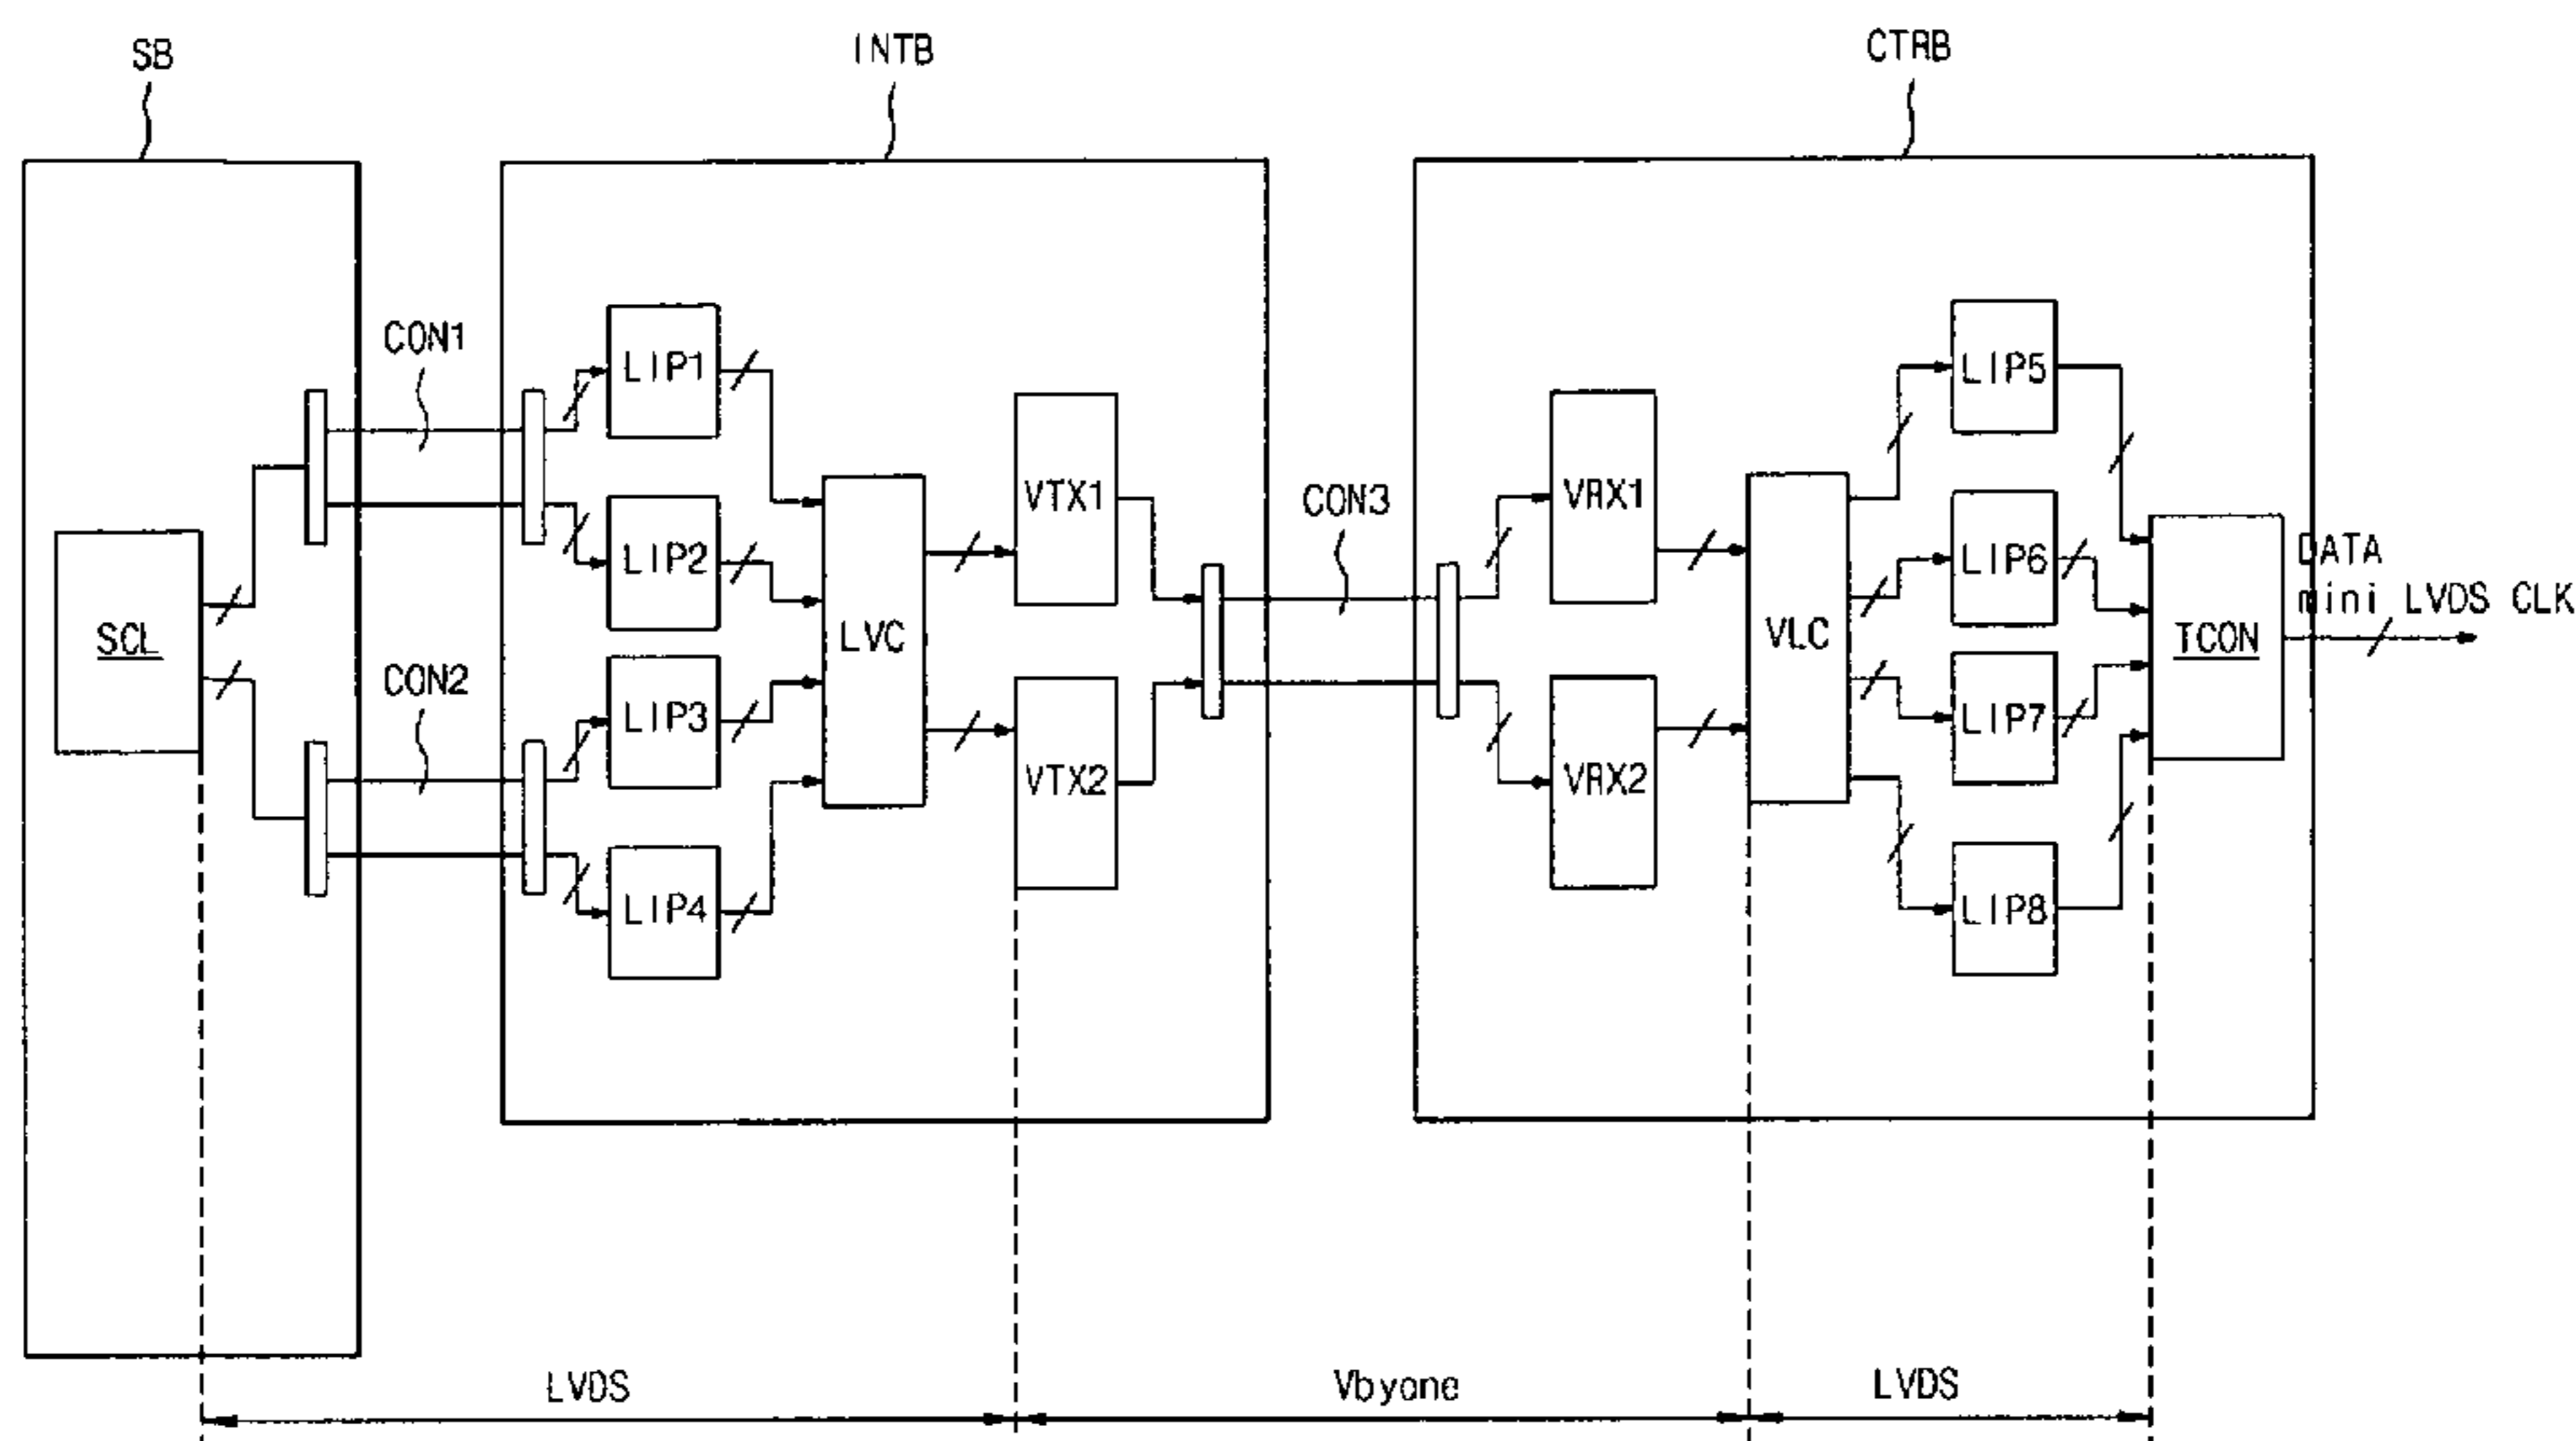 SB
INTB
CTRB
CON1
CON2
CON3
SCL
LIP1
LIP2
LIP3
LIP4
LVC
VTX1
VTX2
VRX1
VRX2
VLC
LIP5
LIP6
LIP7
LIP8
TCON
DATA
mini LVDS CLK
LVDS
Vbyone
LVDS